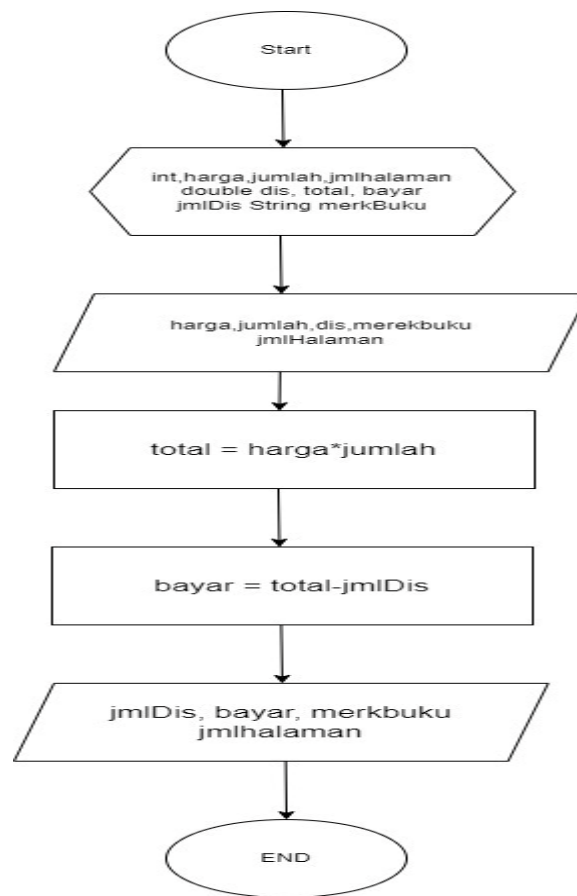 Start
int,harga,jumlah,jmlhalaman
double dis, total, bayar
jmlDis String merkBuku
harga,jumlah,dis,merekbuku
jmlHalaman
total = harga*jumlah
bayar = total-jmlDis
jmlDis, bayar, merkbuku
jmlhalaman
END